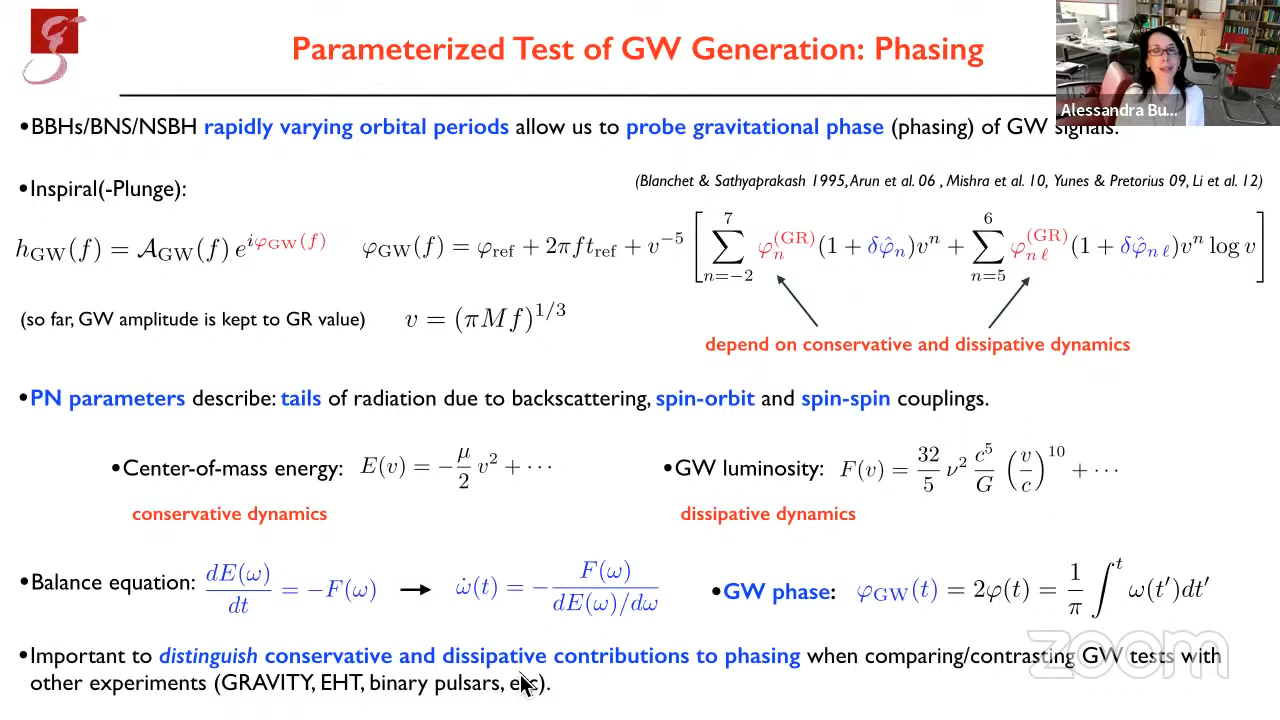 Parameterized Test of GW Generation: Phasing
Alessandra Bu...
•BBHs/BNS/NSBH rapidly varying orbital periods allow us to probe gravitational phase (phasing) of GW signals.
(Blanchet & Sathyaprakash 1995, Arun et al. 06 , Mishra et al. 10, Yunes & Pretorius 09, Li et al. 12)
•Inspiral(-Plunge):
h_GW(f) = 𝒜_GW(f) e^{iφ_GW(f)}  φ_GW(f) = φ_ref + 2πf t_ref + v^{-5} [ ∑_{n=-2}^{7} φ_n^{(GR)} (1 + δφ̂_n) v^n + ∑_{n=5}^{6} φ_{n ℓ}^{(GR)} (1 + δφ̂_{n ℓ}) v^n log v ]
(so far, GW amplitude is kept to GR value) v = (πMf)^{1/3}
depend on conservative and dissipative dynamics
•PN parameters describe: tails of radiation due to backscattering, spin-orbit and spin-spin couplings.
•Center-of-mass energy: E(v) = −μ/2 v² + ··· •GW luminosity: F(v) = 32/5 ν² c⁵/G (v/c)^{10} + ···
conservative dynamics dissipative dynamics
•Balance equation: dE(ω)/dt = −F(ω) → ω̇(t) = − F(ω)/dE(ω)/dω •GW phase: φ_GW(t) = 2φ(t) = 1/π ∫^t ω(t′)dt′
•Important to distinguish conservative and dissipative contributions to phasing when comparing/contrasting GW tests with
other experiments (GRAVITY, EHT, binary pulsars, etc).
zoom